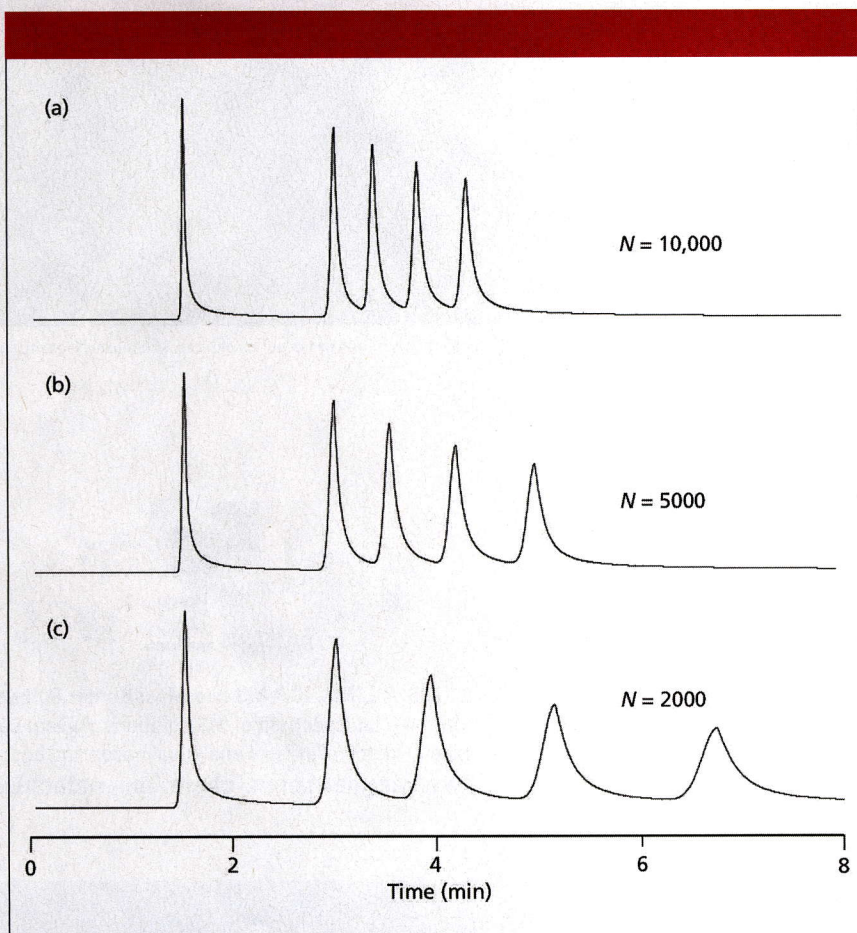 (a)
N = 10,000
(b)
N = 5000
(c)
N = 2000
0 2 4 6 8
Time (min)